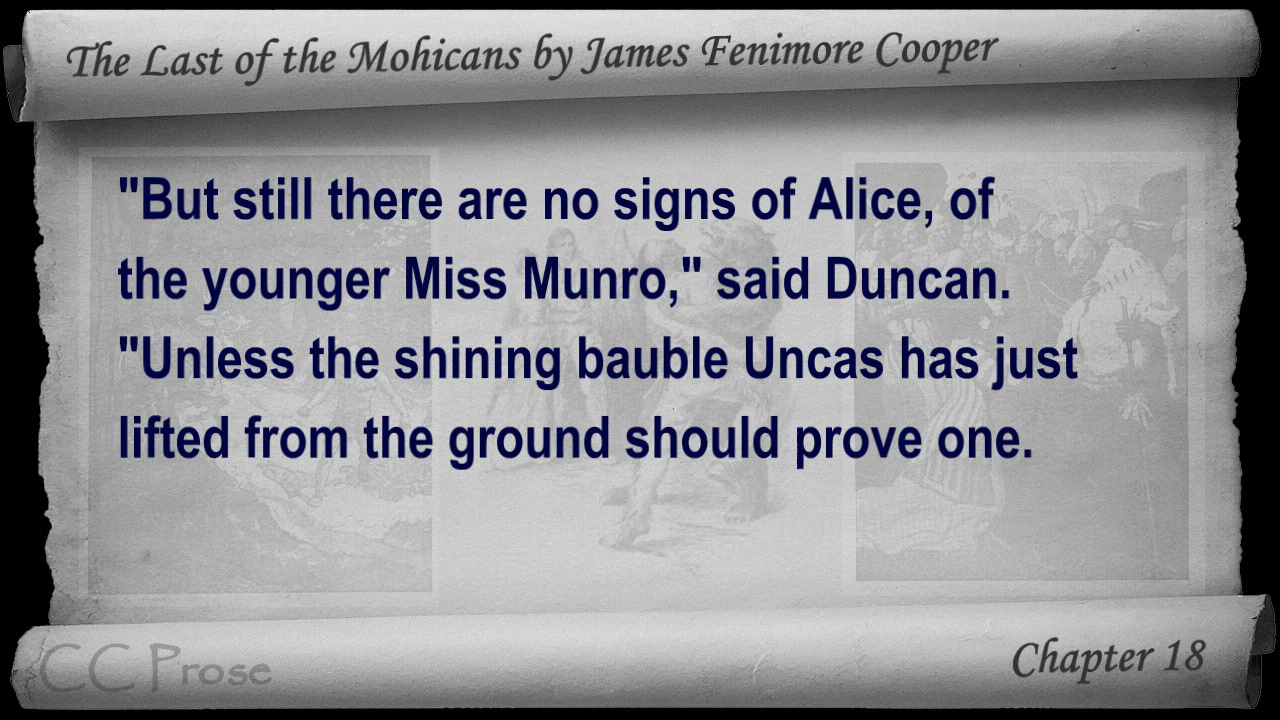 The Last of the Mohicans by James Fenimore Cooper
"But still there are no signs of Alice, of
the younger Miss Munro," said Duncan.
"Unless the shining bauble Uncas has just
lifted from the ground should prove one.
CC Prose
Chapter 18